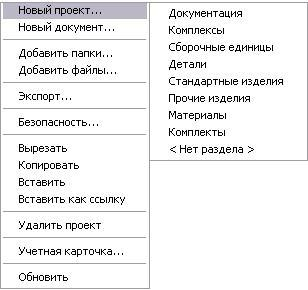 Новый проект...
Новый документ...
Добавить папки...
Добавить файлы...
Экспорт...
Безопасность...
Вырезать
Копировать
Вставить
Вставить как ссылку
Удалить проект
Учетная карточка...
Обновить
Документация
Комплексы
Сборочные единицы
Детали
Стандартные изделия
Прочие изделия
Материалы
Комплекты
< Нет раздела >